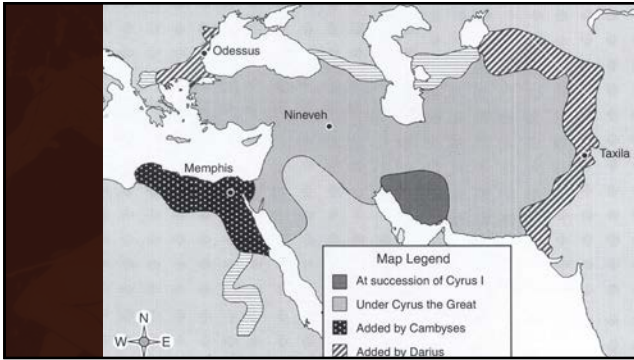 Odessus
Nineveh
Memphis
Taxila
Map Legend
At succession of Cyrus I
Under Cyrus the Great
Added by Cambyses
Added by Darius
N
W E
S